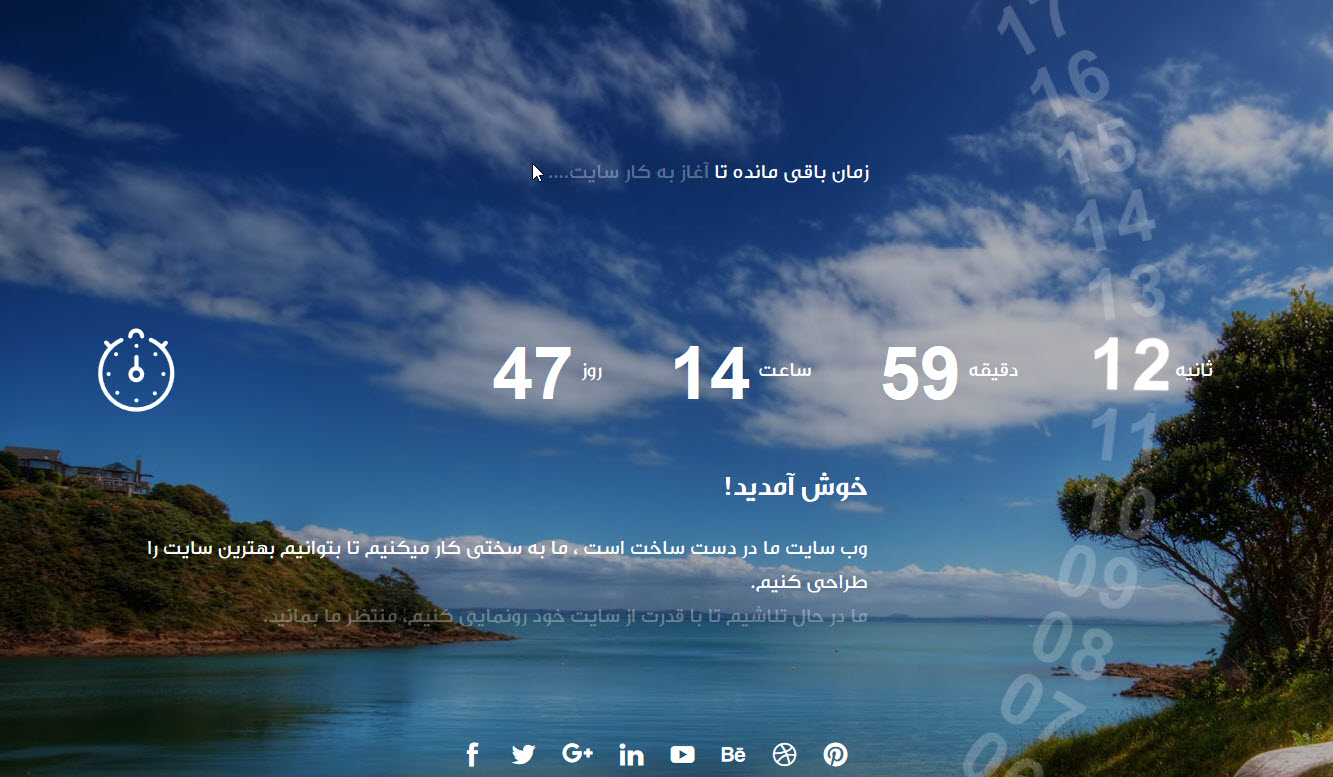 17
16
15
زمان باقی مانده تا آغاز به کار سایت....
14
13
47 روز 14 ساعت 59 دقیقه 12 ثانیه
11
خوش آمدید!
10
وب سایت ما در دست ساخت است ، ما به سختی کار میکنیم تا بتوانیم بهترین سایت را
09
طراحی کنیم.
ما در حال تلاشیم تا با قدرت از سایت خود رونمایی کنیم، منتظر ما بمانید.
08
07
f G+ in Bē